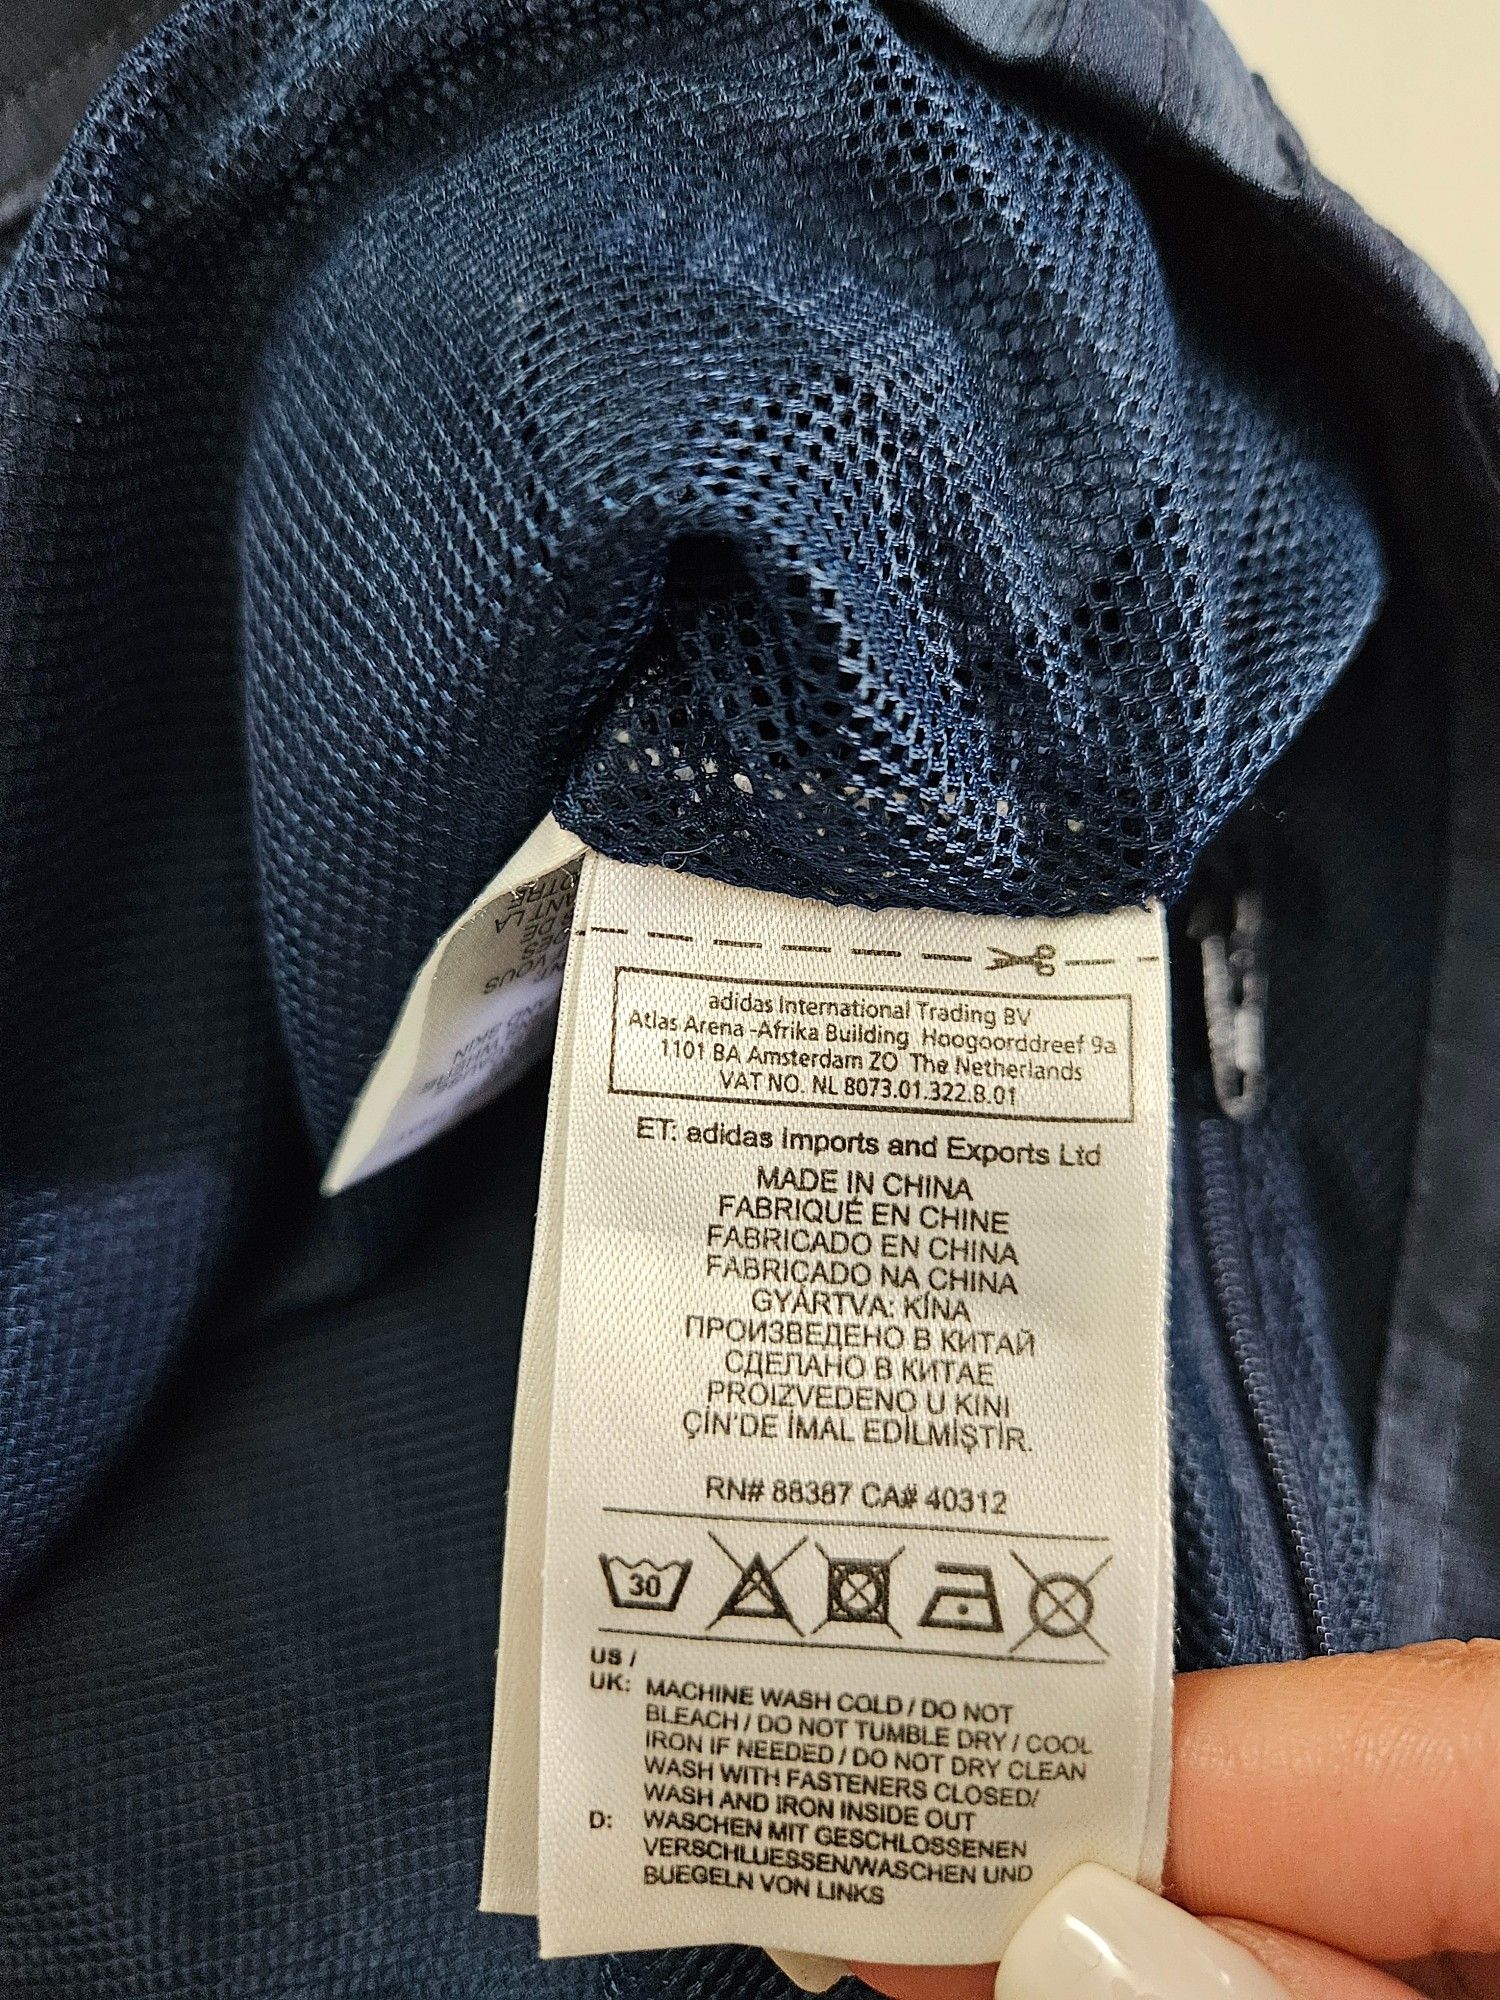 adidas International Trading BV
Atlas Arena -Afrika Building Hoogoorddreef 9a
1101 BA Amsterdam ZO The Netherlands
VAT NO. NL 8073.01.322.B.01
ET: adidas Imports and Exports Ltd
MADE IN CHINA
FABRIQUÉ EN CHINE
FABRICADO EN CHINA
FABRICADO NA CHINA
GYÁRTVA: KÍNA
ПРОИЗВЕДЕНО В КИТАЙ
СДЕЛАНО В КИТАЕ
PROIZVEDENO U KINI
ÇİN'DE İMAL EDİLMİŞTİR.
RN# 88387 CA# 40312
30
US /
UK: MACHINE WASH COLD / DO NOT
BLEACH / DO NOT TUMBLE DRY / COOL
IRON IF NEEDED / DO NOT DRY CLEAN
WASH WITH FASTENERS CLOSED/
WASH AND IRON INSIDE OUT
D: WASCHEN MIT GESCHLOSSENEN
VERSCHLUESSEN/WASCHEN UND
BUEGELN VON LINKS
ANT LA
DES
VOUS